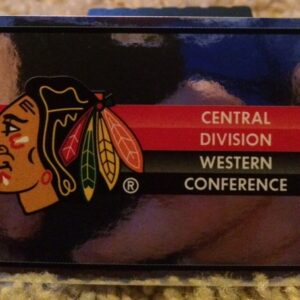 CENTRAL
DIVISION
WESTERN
CONFERENCE
®